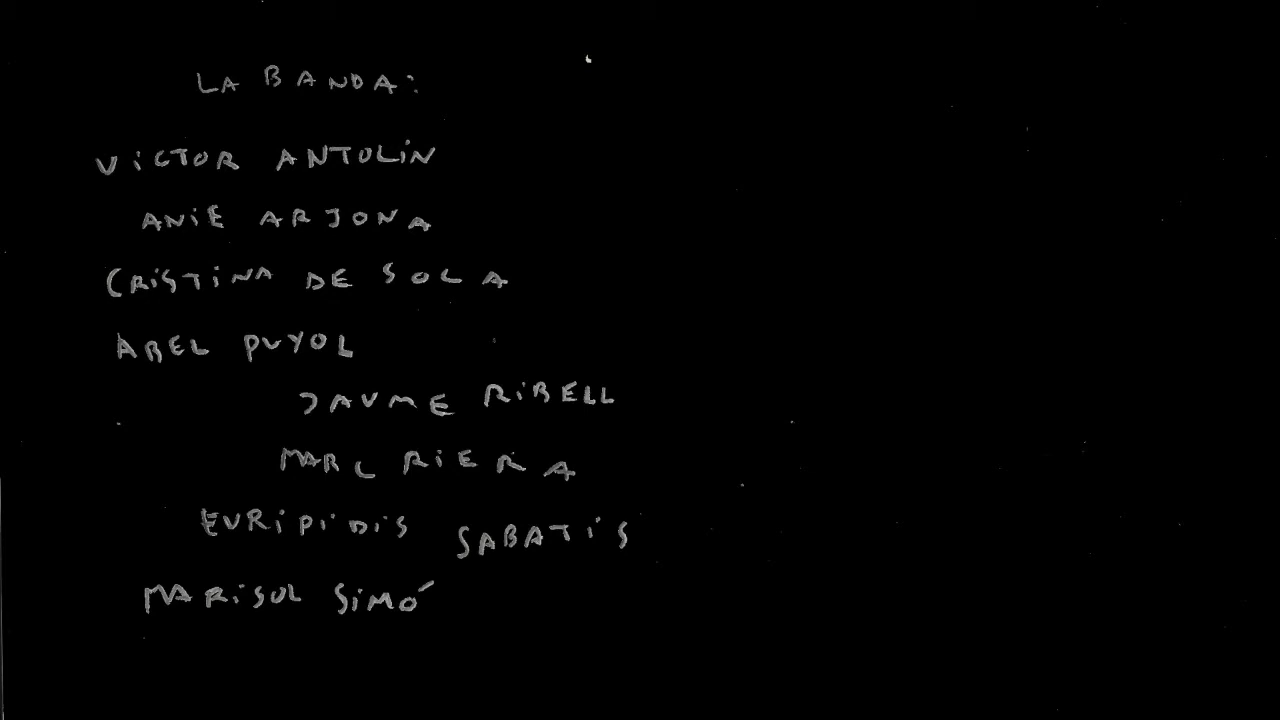 LA BANDA:
ViCTOR ANTOLiN
ANiE ARJONA
CRiSTiNA DE SOLA
ABEL PUYOL
JAUME RiBELL
MARC RiERA
EURiPiDiS SABATiS
MARiSOL SiMÓ